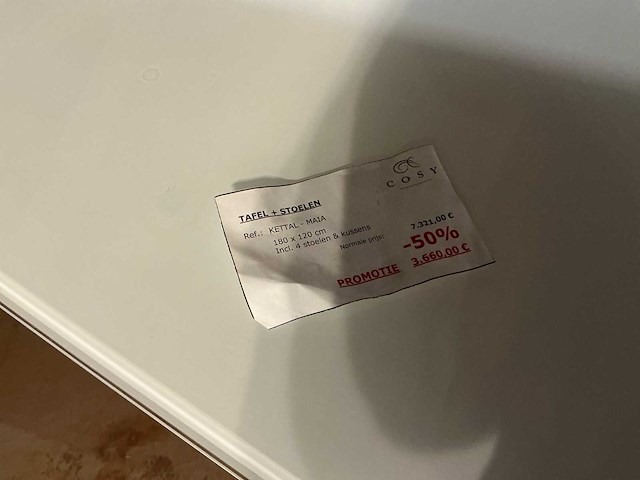 COSY
TAFEL + STOELEN
Ref.: KETTAL - MAIA
180 x 120 cm
Incl. 4 stoelen & kussens
Normale prijs: 7.321,00 €
-50%
PROMOTIE 3.660,00 €